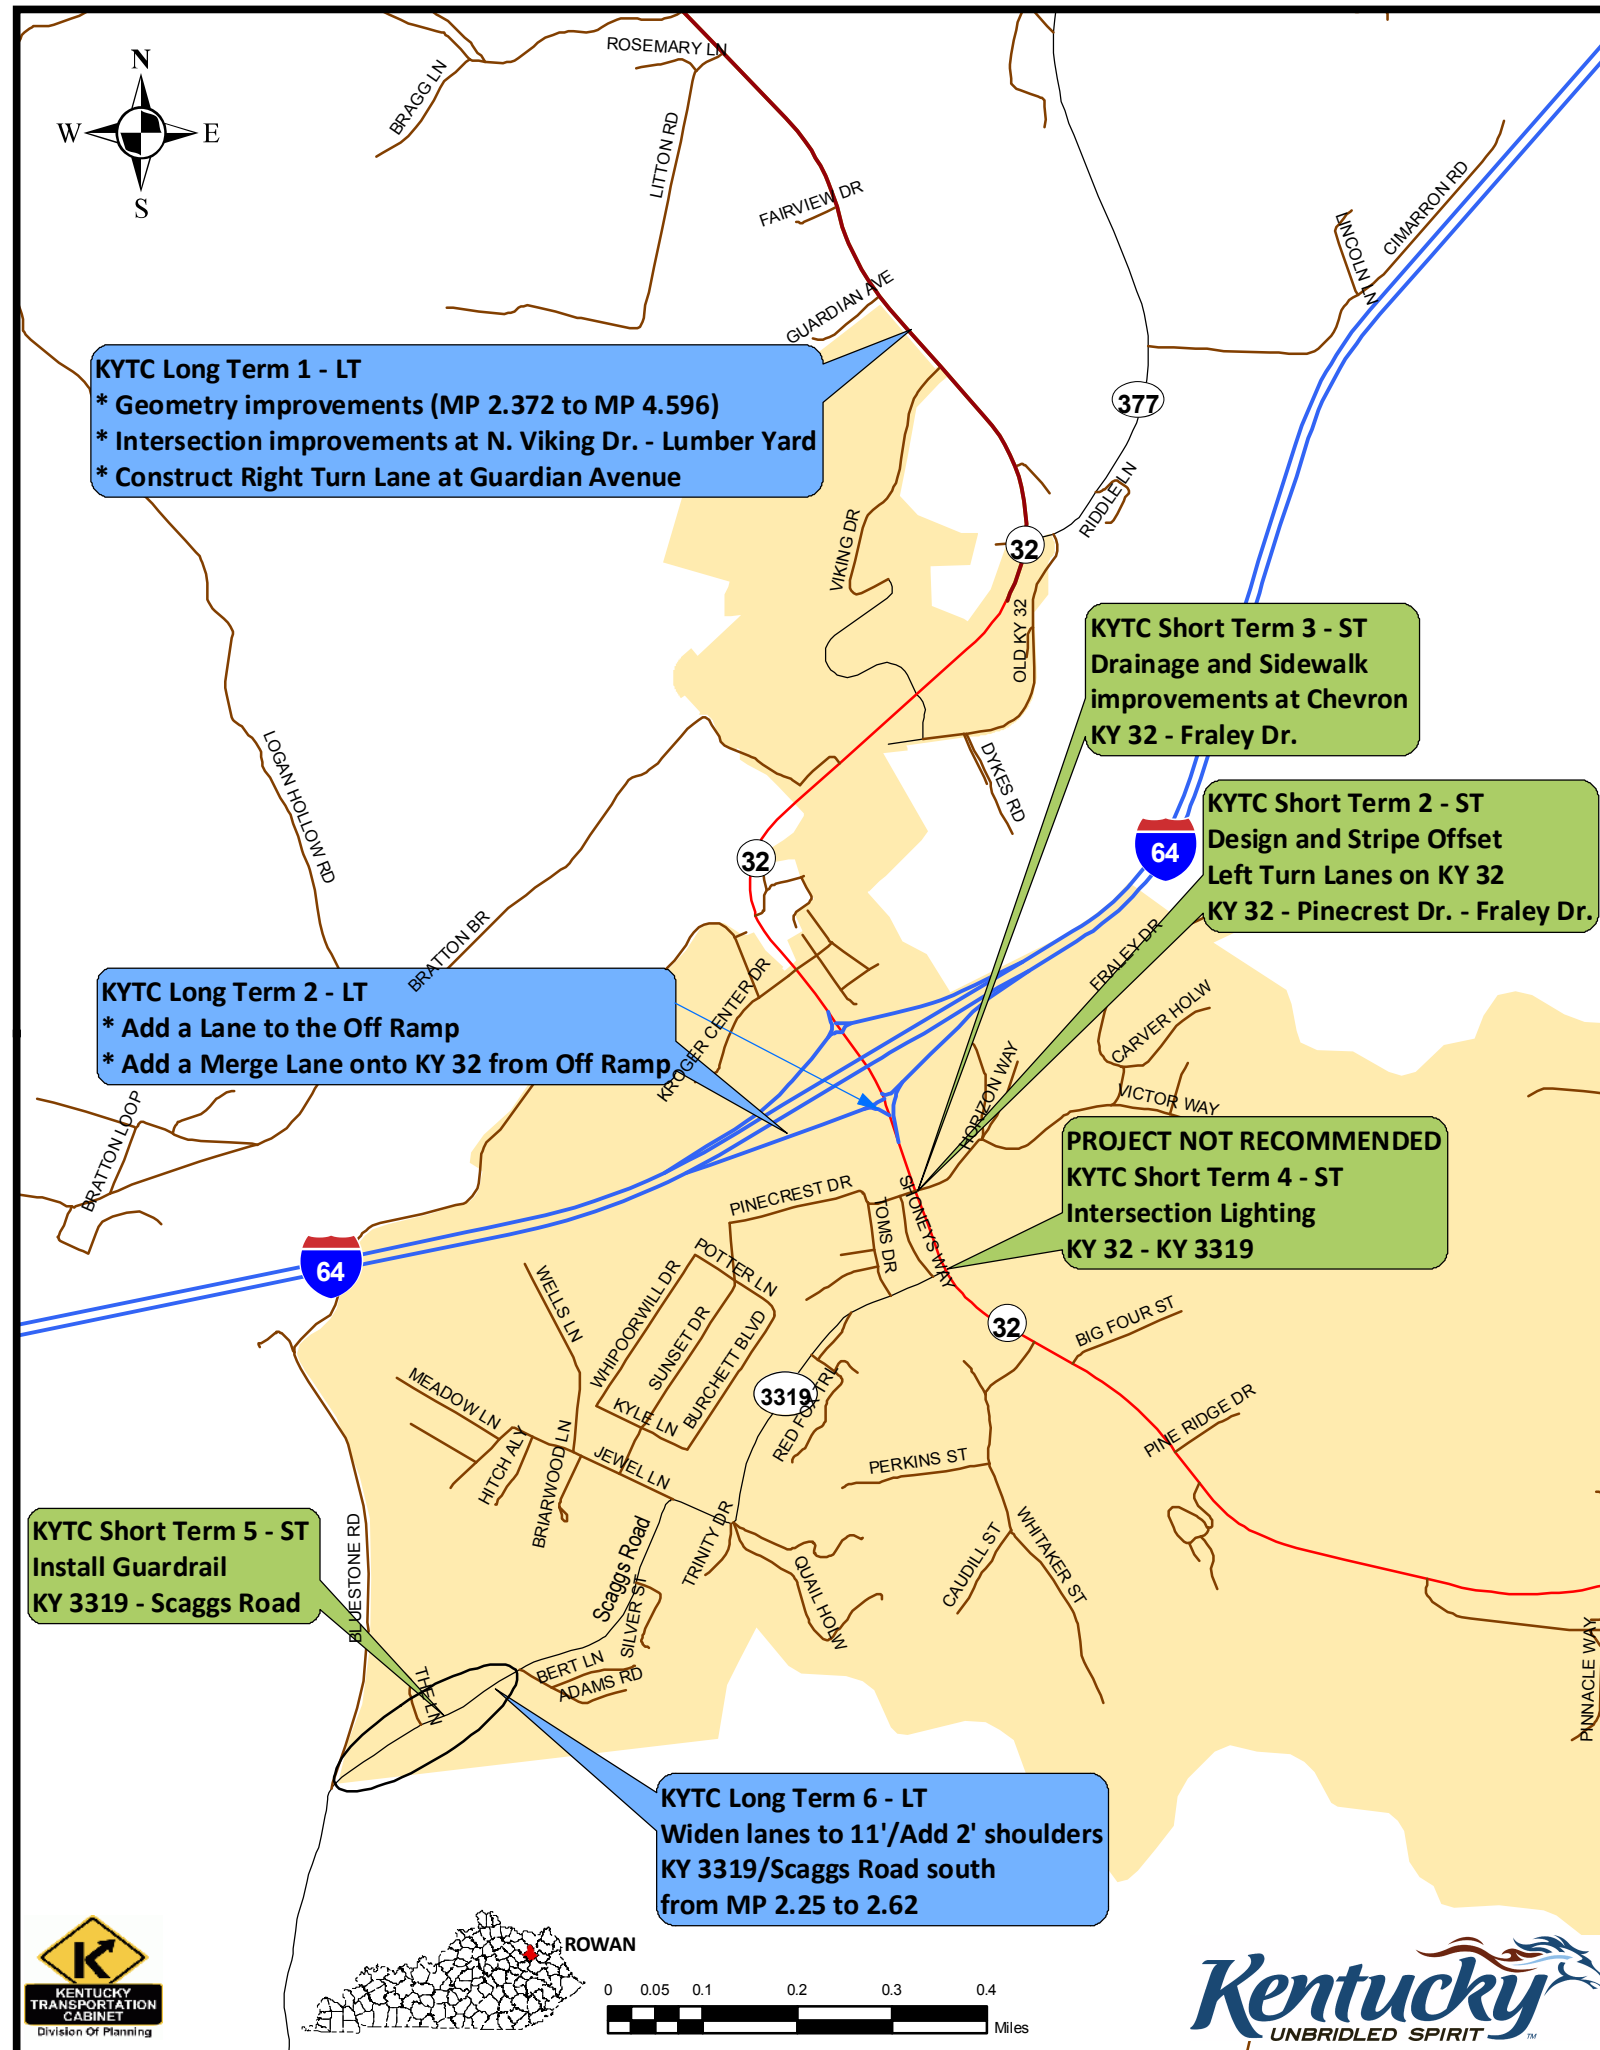 N
W E
S
ROSEMARY LN
BRAGG LN
LITTON RD
FAIRVIEW DR
GUARDIAN AVE
LINCOLN LN
CIMARRON RD
KYTC Long Term 1 - LT
* Geometry improvements (MP 2.372 to MP 4.596)
* Intersection improvements at N. Viking Dr. - Lumber Yard
* Construct Right Turn Lane at Guardian Avenue
377
RIDDLE LN
VIKING DR
32
OLD KY 32
KYTC Short Term 3 - ST
Drainage and Sidewalk
improvements at Chevron
KY 32 - Fraley Dr.
LOGAN HOLLOW RD
DYKES RD
KYTC Short Term 2 - ST
Design and Stripe Offset
Left Turn Lanes on KY 32
KY 32 - Pinecrest Dr. - Fraley Dr.
64
32
BRATTON BR
FRALEY DR
KROGER CENTER DR
CARVER HOLW
KYTC Long Term 2 - LT
* Add a Lane to the Off Ramp
* Add a Merge Lane onto KY 32 from Off Ramp
HORIZON WAY
VICTOR WAY
BRATTON LOOP
PROJECT NOT RECOMMENDED
KYTC Short Term 4 - ST
Intersection Lighting
KY 32 - KY 3319
PINECREST DR
TOMS DR
SHONEYS WAY
64
WELLS LN
POTTER LN
WHIPOORWILL DR
SUNSET DR
BURCHETT BLVD
32
BIG FOUR ST
MEADOW LN
KYLE LN
3319
RED FOX TRL
PINE RIDGE DR
HITCH ALY
BRIARWOOD LN
JEWEL LN
PERKINS ST
KYTC Short Term 5 - ST
Install Guardrail
KY 3319 - Scaggs Road
BLUESTONE RD
Scaggs Road
TRINITY DR
QUAIL HOLW
CAUDILL ST
WHITAKER ST
SILVER ST
PINNACLE WAY
THE LN
BERT LN
ADAMS RD
KYTC Long Term 6 - LT
Widen lanes to 11'/Add 2' shoulders
KY 3319/Scaggs Road south
from MP 2.25 to 2.62
K
KENTUCKY
TRANSPORTATION
CABINET
Division Of Planning
ROWAN
0 0.05 0.1 0.2 0.3 0.4
Miles
Kentucky
UNBRIDLED SPIRIT
TM